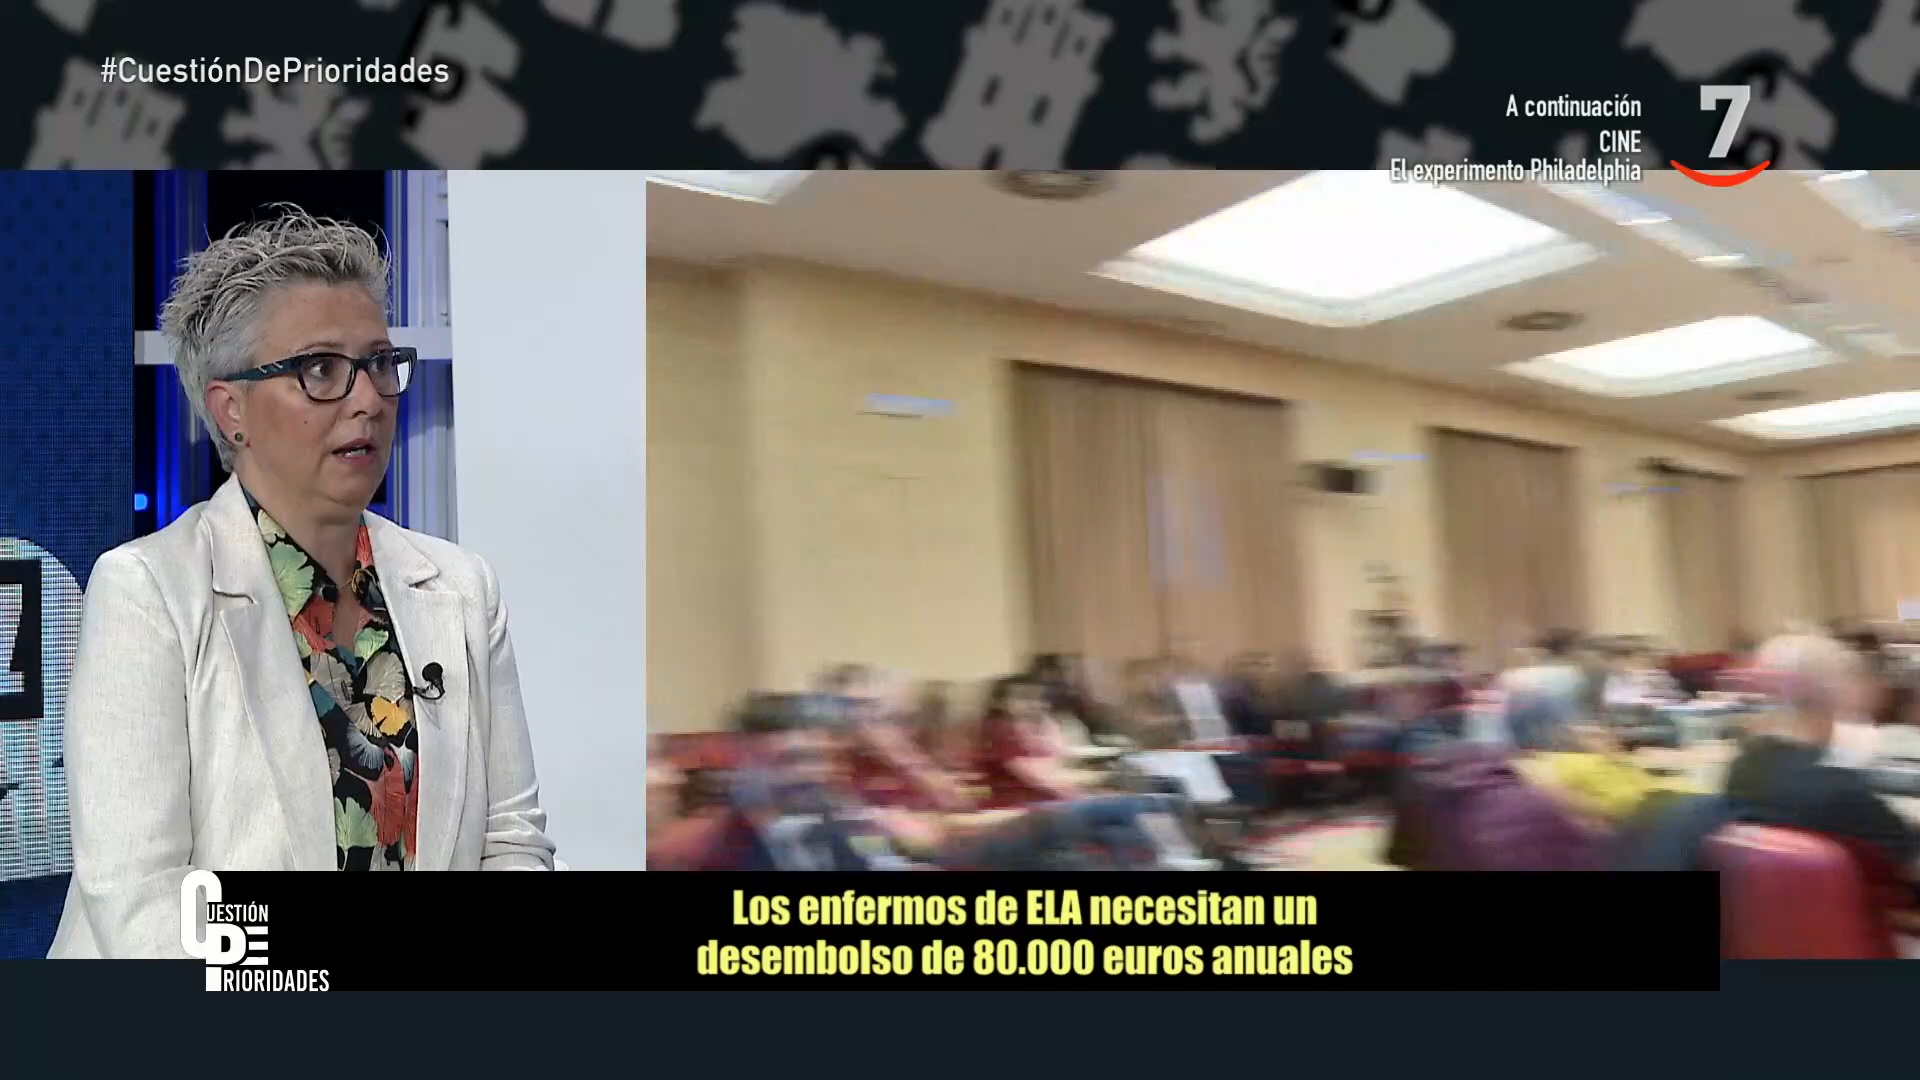 #CuestiónDePrioridades
A continuación
CINE
El experimento Philadelphia
7
Los enfermos de ELA necesitan un
desembolso de 80.000 euros anuales
CUESTIÓN
DE
PRIORIDADES